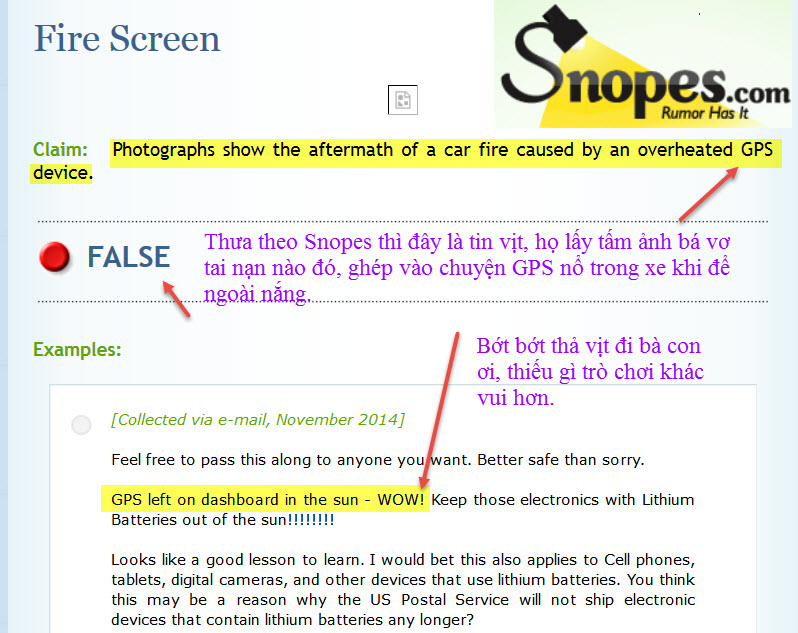 Fire Screen
Snopes.com
Rumor Has It
Claim: Photographs show the aftermath of a car fire caused by an overheated GPS
device.
FALSE
Thưa theo Snopes thì đây là tin vịt, họ lấy tấm ảnh bá vơ
tai nạn nào đó, ghép vào chuyện GPS nổ trong xe khi để
ngoài nắng.
Examples:
Bớt bớt thả vịt đi bà con
ơi, thiếu gì trò chơi khác
vui hơn.
[Collected via e-mail, November 2014]
Feel free to pass this along to anyone you want. Better safe than sorry.
GPS left on dashboard in the sun - WOW! Keep those electronics with Lithium
Batteries out of the sun!!!!!!!!
Looks like a good lesson to learn. I would bet this also applies to Cell phones,
tablets, digital cameras, and other devices that use lithium batteries. You think
this may be a reason why the US Postal Service will not ship electronic
devices that contain lithium batteries any longer?